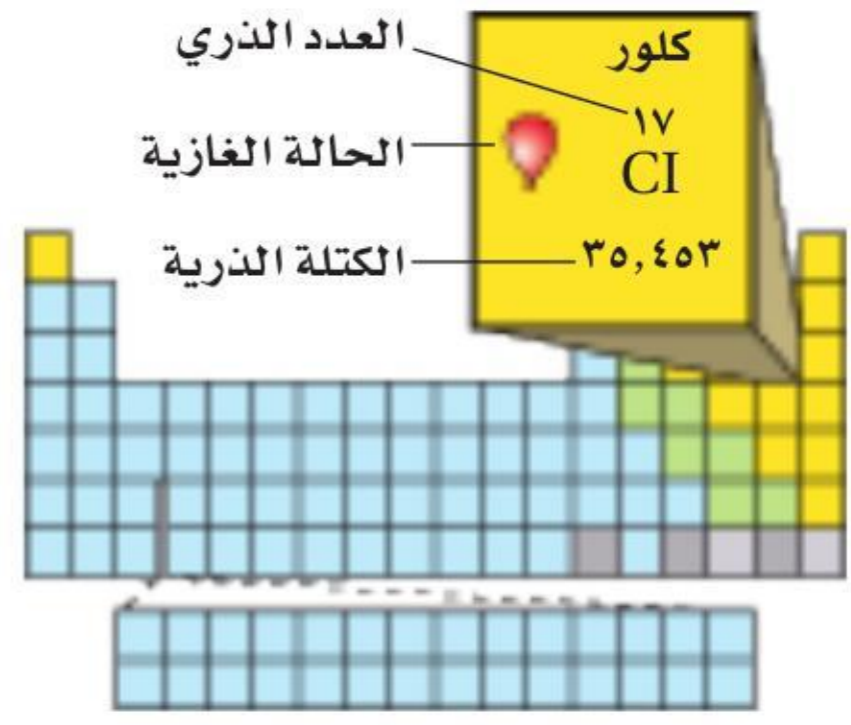 كلور
العدد الذري
١٧
Cl
الحالة الغازية
الكتلة الذرية
٣٥,٤٥٣